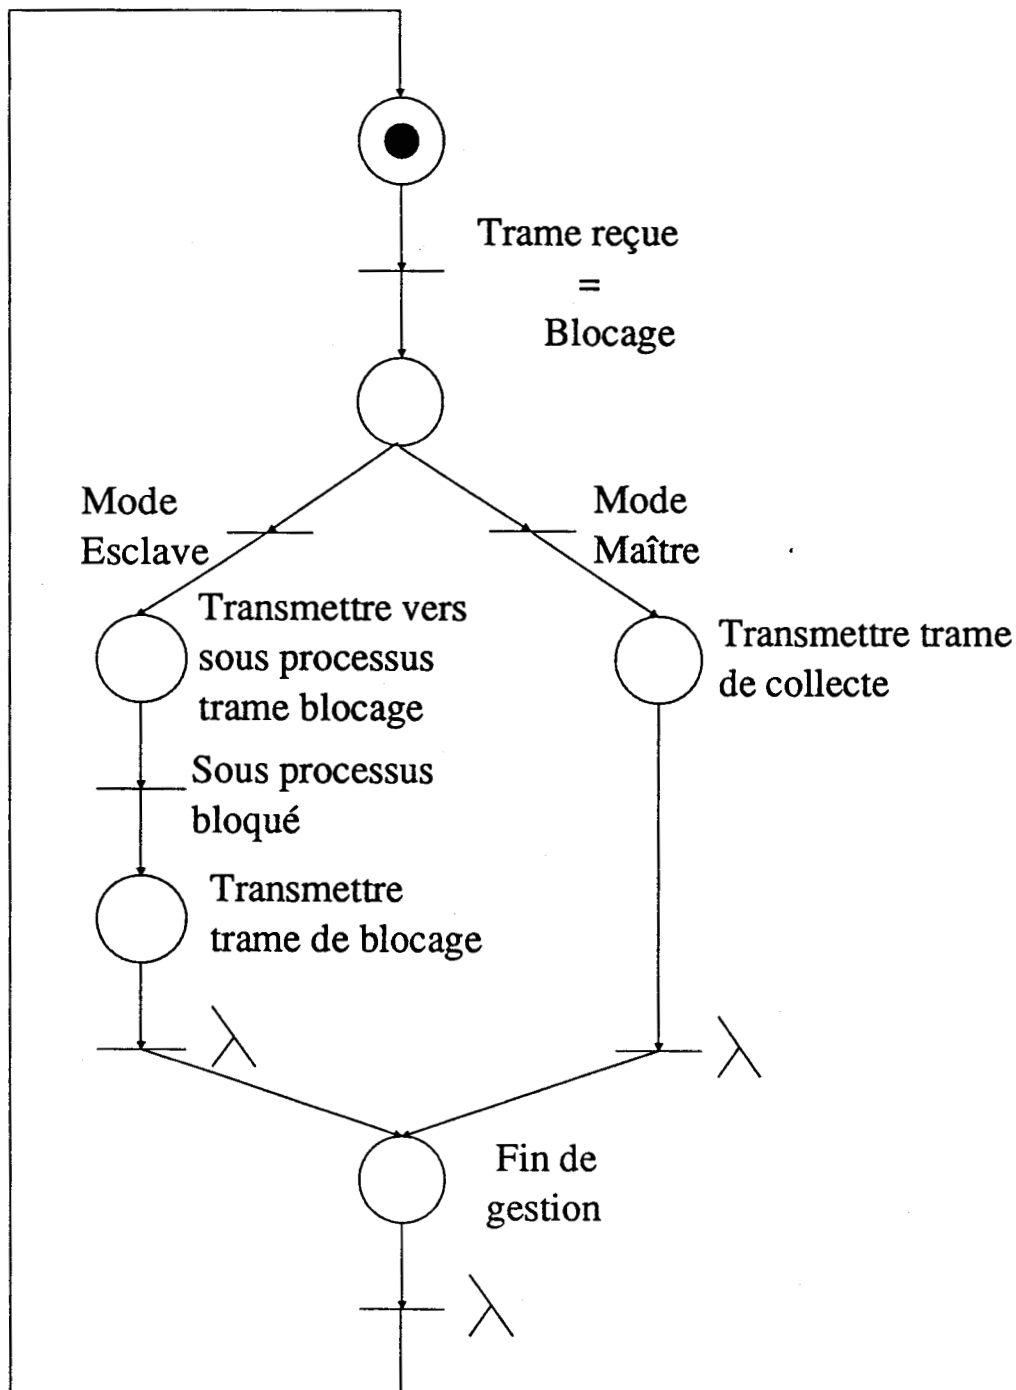 Trame reçue
=
Blocage
Mode
Esclave
Mode
Maître
Transmettre vers
sous processus
trame blocage
Transmettre trame
de collecte
Sous processus
bloqué
Transmettre
trame de blocage
λ
λ
Fin de
gestion
λ